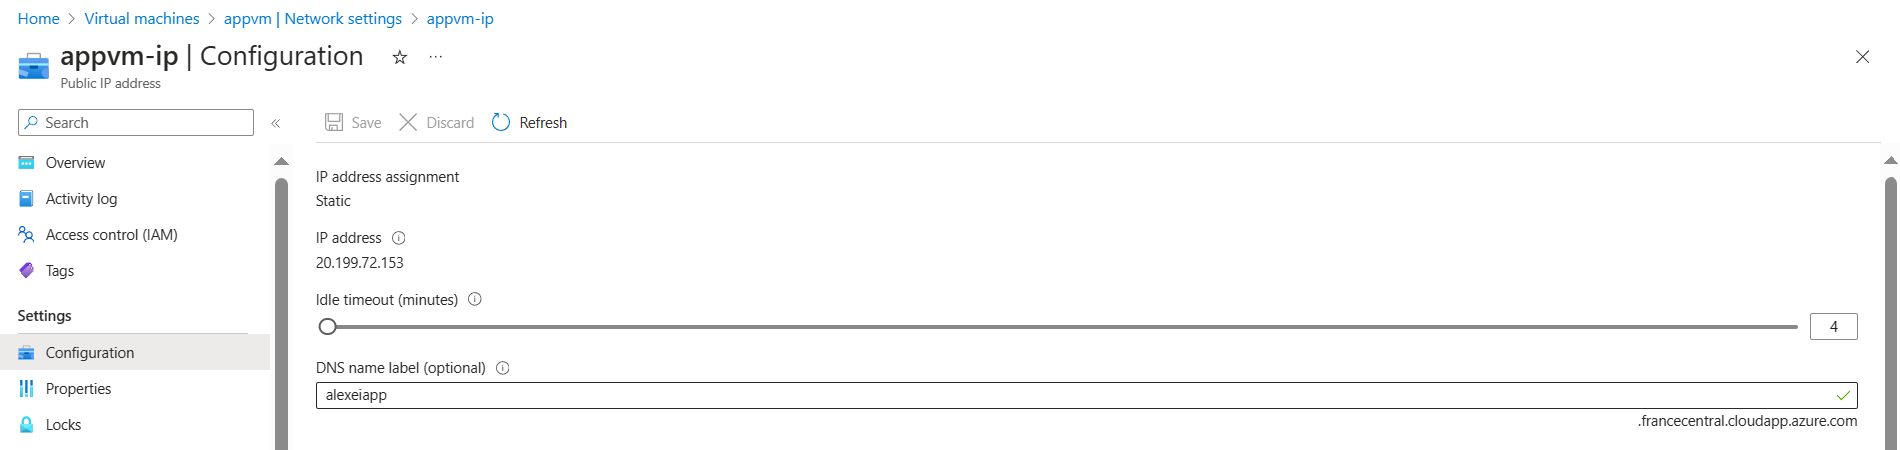 Home > Virtual machines > appvm | Network settings > appvm-ip
appvm-ip | Configuration
Public IP address
Search
Save
Discard
Refresh
Overview
Activity log
Access control (IAM)
Tags
Settings
Configuration
Properties
Locks
IP address assignment
Static
IP address
20.199.72.153
Idle timeout (minutes)
4
DNS name label (optional)
alexeiapp
.francecentral.cloudapp.azure.com